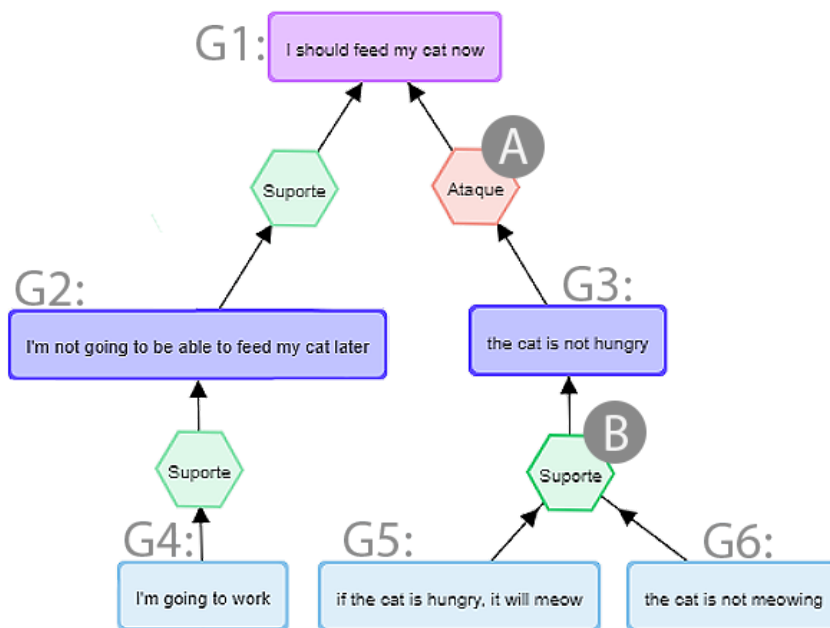 G1:
I should feed my cat now
A
Suporte
Ataque
G2:
G3:
I'm not going to be able to feed my cat later
the cat is not hungry
B
Suporte
Suporte
G4:
G5:
G6:
I'm going to work
if the cat is hungry, it will meow
the cat is not meowing